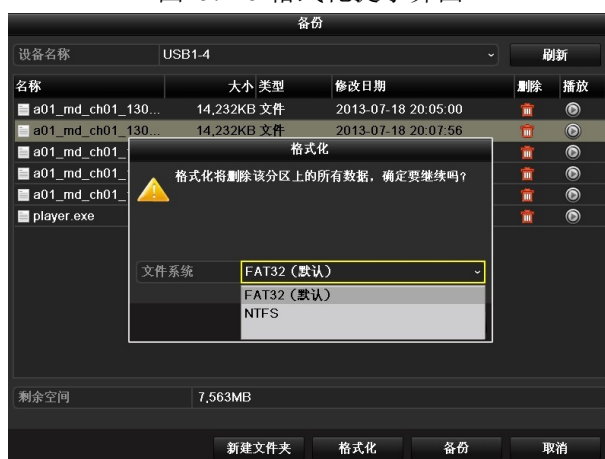 备份
设备名称 USB1-4 刷新
名称 大小 类型 修改日期 删除 播放
a01_md_ch01_130... 14,232KB 文件 2013-07-18 20:05:00
a01_md_ch01_130... 14,232KB 文件 2013-07-18 20:07:56
a01_md_ch01_
a01_md_ch01_
a01_md_ch01_
player.exe
格式化
格式化将删除该分区上的所有数据，确定要继续吗?
文件系统 FAT32（默认）
FAT32（默认）
NTFS
剩余空间 7,563MB
新建文件夹 格式化 备份 取消